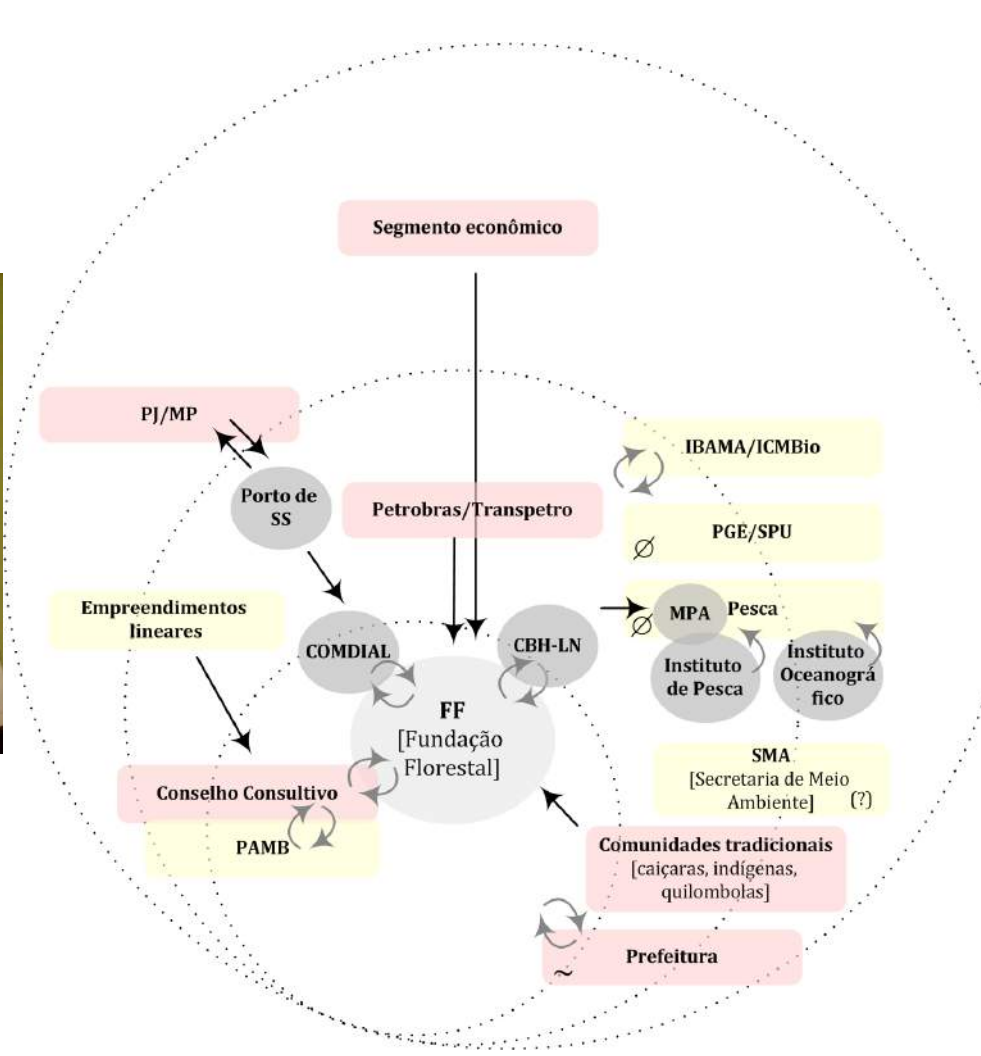 Segmento econômico
PJ/MP
IBAMA/ICMBio
Porto de
SS
Petrobras/Transpetro
PGE/SPU
Ø
Empreendimentos
lineares
MPA
Pesca
Ø
COMDIAL
CBH-LN
Instituto
de Pesca
Instituto
Oceanográ
fico
FF
[Fundação
Florestal]
SMA
[Secretaria de Meio
Ambiente]
(?)
Conselho Consultivo
PAMB
Comunidades tradicionais
[caiçaras, indígenas,
quilombolas]
Prefeitura
~